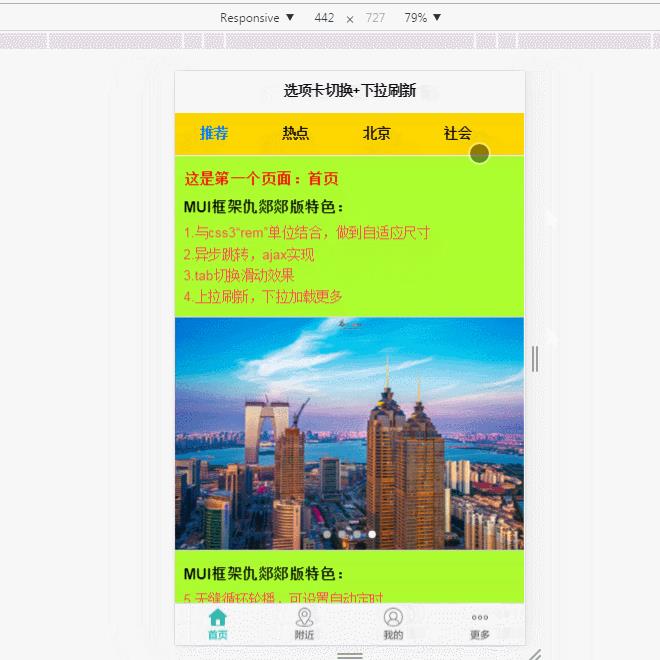 Responsive ▼ 442 × 727 79% ▼
选项卡切换+下拉刷新
推荐 热点 北京 社会
这是第一个页面：首页
MUI框架仇郊郊版特色：
1.与css3“rem”单位结合，做到自适应尺寸
2.异步跳转，ajax实现
3.tab切换滑动效果
4.上拉刷新，下拉加载更多
MUI框架仇郊郊版特色：
5.无缝循环轮播，可设置自动定时
首页 附近 我的 更多